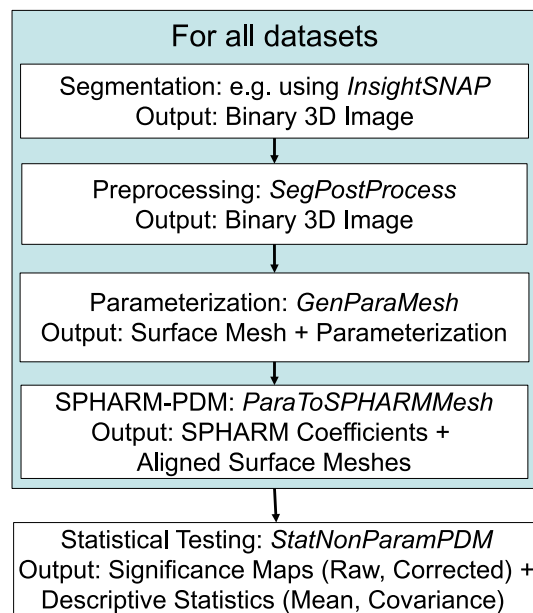 For all datasets
Segmentation: e.g. using InsightSNAP
Output: Binary 3D Image
Preprocessing: SegPostProcess
Output: Binary 3D Image
Parameterization: GenParaMesh
Output: Surface Mesh + Parameterization
SPHARM-PDM: ParaToSPHARMMesh
Output: SPHARM Coefficients +
Aligned Surface Meshes
Statistical Testing: StatNonParamPDM
Output: Significance Maps (Raw, Corrected) +
Descriptive Statistics (Mean, Covariance)